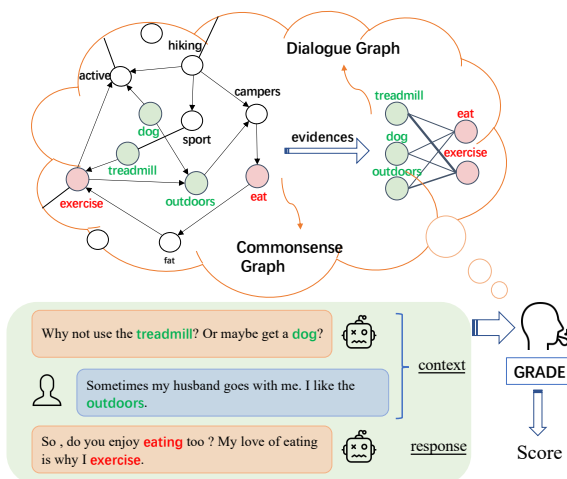 hiking
Dialogue Graph
active
treadmill
campers
eat
dog
sport
evidences
dog
exercise
treadmill
outdoors
outdoors
eat
exercise
Commonsense
Graph
fat
Why not use the treadmill? Or maybe get a dog?
context
GRADE
Sometimes my husband goes with me. I like the
outdoors.
So , do you enjoy eating too ? My love of eating
is why I exercise.
response
Score